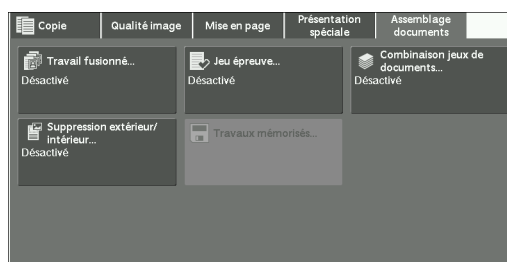 Copie
Qualité image
Mise en page
Présentation
spéciale
Assemblage
documents
Travail fusionné...
Désactivé
Jeu épreuve...
Désactivé
Combinaison jeux de
documents...
Désactivé
Suppression extérieur/
intérieur...
Désactivé
Travaux mémorisés...